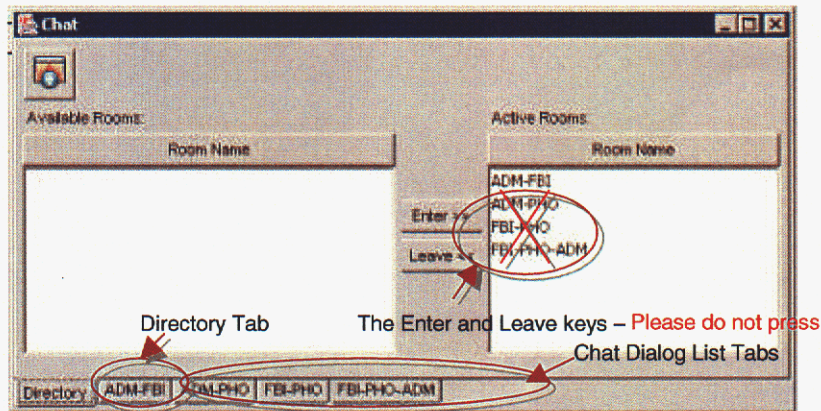 Chat
Available Rooms:
Active Rooms:
Room Name
Room Name
ADM-FBI
ADM-PHO
FBI-PHO
FBI-PHO-ADM
Enter >>
Leave <<
Directory Tab
The Enter and Leave keys – Please do not press
Chat Dialog List Tabs
Directory
ADM-FBI
ADM-PHO
FBI-PHO
FBI-PHO-ADM